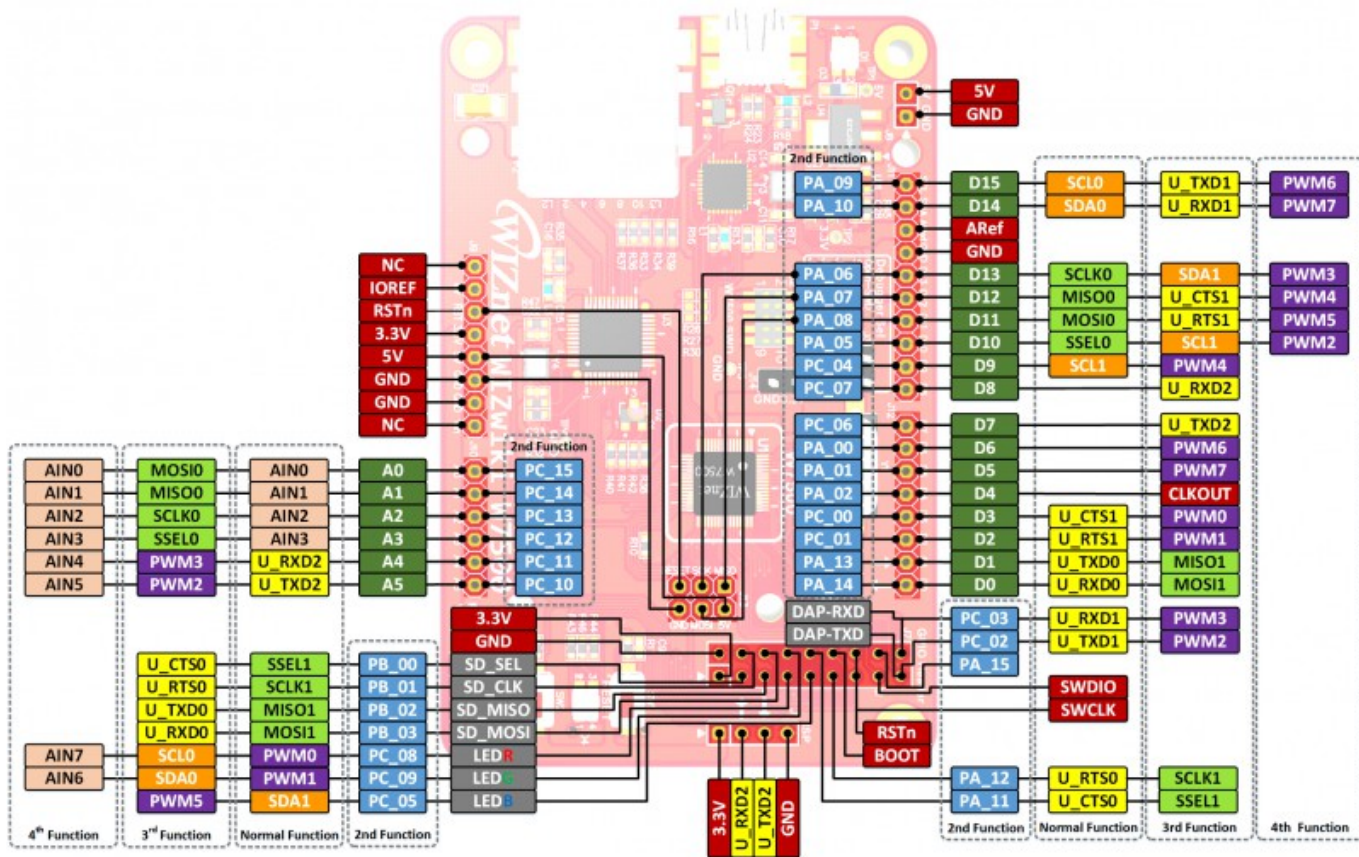 5V
GND
2nd Function
PA_09 D15 SCL0 U_TXD1 PWM6
PA_10 D14 SDA0 U_RXD1 PWM7
ARef
GND
PA_06 D13 SCLK0 SDA1 PWM3
PA_07 D12 MISO0 U_CTS1 PWM4
PA_08 D11 MOSI0 U_RTS1 PWM5
PA_05 D10 SSEL0 SCL1 PWM2
PC_04 D9 SCL1 PWM4
PC_07 D8 U_RXD2
PC_06 D7 U_TXD2
PA_00 D6 PWM6
PA_01 D5 PWM7
PA_02 D4 CLKOUT
PC_00 D3 U_CTS1 PWM0
PC_01 D2 U_RTS1 PWM1
PA_13 D1 U_TXD0 MISO1
PA_14 D0 U_RXD0 MOSI1
NC
IOREF
RSTn
3.3V
5V
GND
GND
NC
2nd Function
AIN0 MOSI0 AIN0 A0 PC_15
AIN1 MISO0 AIN1 A1 PC_14
AIN2 SCLK0 AIN2 A2 PC_13
AIN3 SSEL0 AIN3 A3 PC_12
AIN4 PWM3 U_RXD2 A4 PC_11
AIN5 PWM2 U_TXD2 A5 PC_10
3.3V
GND
U_CTS0 SSEL1 PB_00 SD_SEL
U_RTS0 SCLK1 PB_01 SD_CLK
U_TXD0 MISO1 PB_02 SD_MISO
U_RXD0 MOSI1 PB_03 SD_MOSI
AIN7 SCL0 PWM0 PC_08 LEDR
AIN6 SDA0 PWM1 PC_09 LEDG
PWM5 SDA1 PC_05 LEDB
4th Function 3rd Function Normal Function 2nd Function
DAP-RXD
DAP-TXD
PC_03 U_RXD1 PWM3
PC_02 U_TXD1 PWM2
PA_15
SWDIO
SWCLK
RSTn
BOOT
PA_12 U_RTS0 SCLK1
PA_11 U_CTS0 SSEL1
2nd Function Normal Function 3rd Function 4th Function
3.3V
U_RXD2
U_TXD2
GND
WIZnet